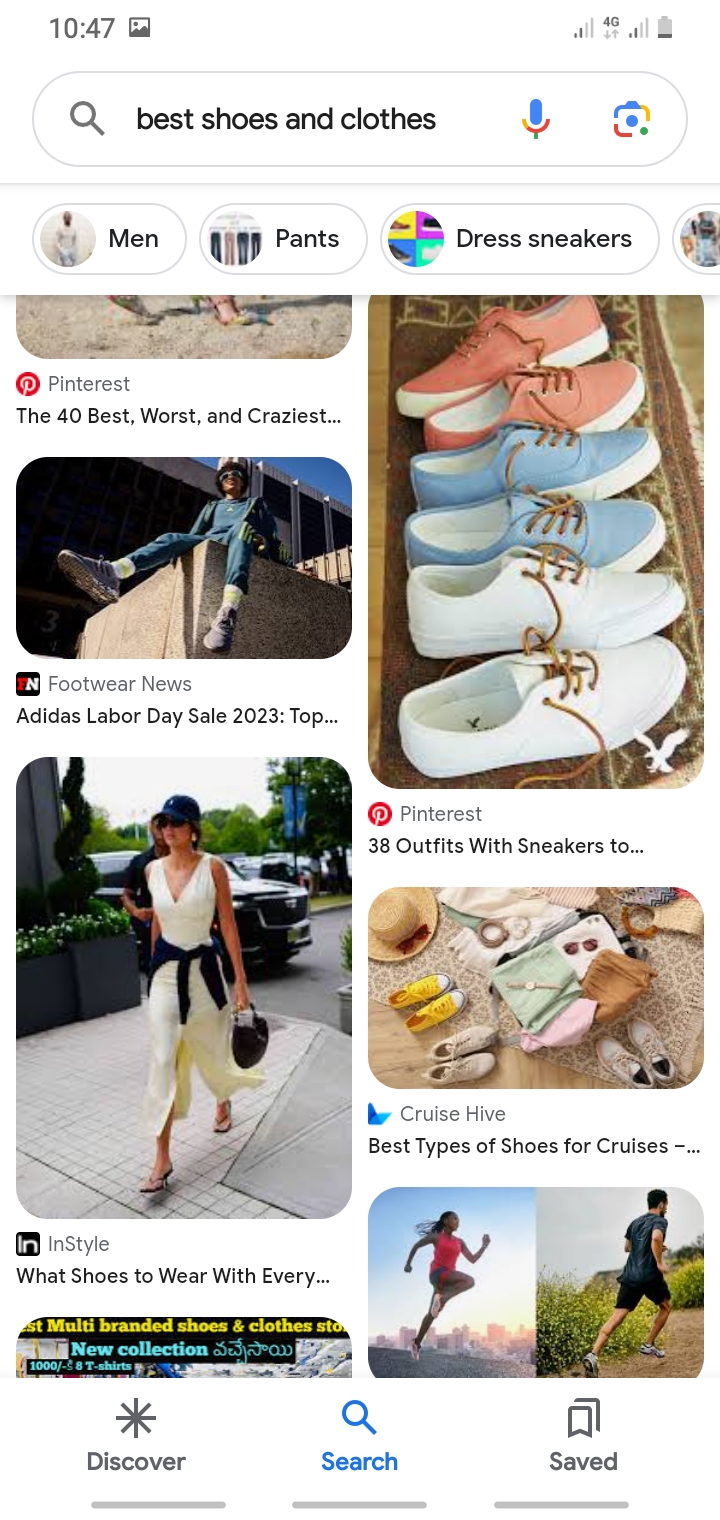 10:47
4G
best shoes and clothes
Men
Pants
Dress sneakers
Pinterest
The 40 Best, Worst, and Craziest...
FN Footwear News
Adidas Labor Day Sale 2023: Top...
3
In InStyle
What Shoes to Wear With Every...
st Multi branded shoes & clothes sto
New collection వచ్చేసాయి
1000/-కి 8 T-shirts
Pinterest
38 Outfits With Sneakers to...
Cruise Hive
Best Types of Shoes for Cruises –...
Discover
Search
Saved